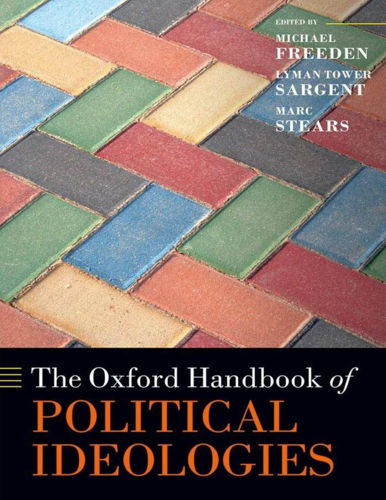 EDITED BY
MICHAEL
FREEDEN
LYMAN TOWER
SARGENT
MARC
STEARS
The Oxford Handbook of
POLITICAL
IDEOLOGIES